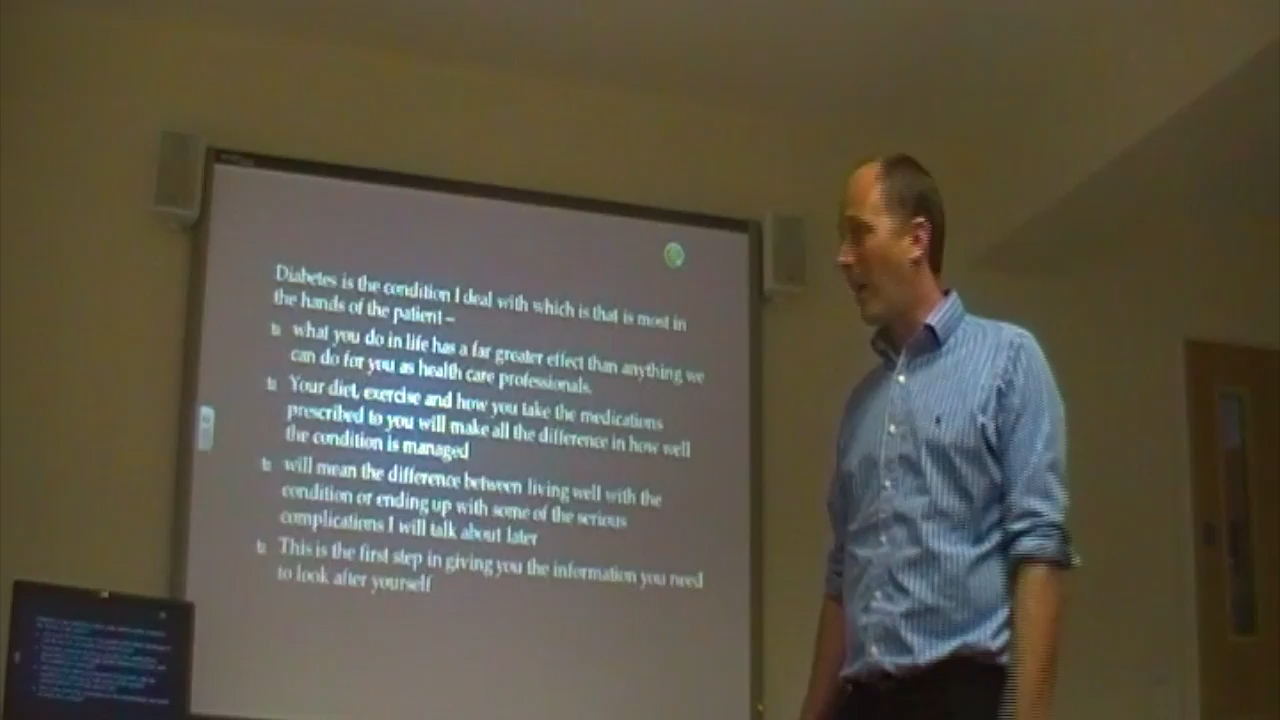 Diabetes is the condition I deal with which is that is most in
the hands of the patient –
what you do in life has a far greater effect than anything we
can do for you as health care professionals.
Your diet, exercise and how you take the medications
prescribed to you will make all the difference in how well
the condition is managed
will mean the difference between living well with the
condition or ending up with some of the serious
complications I will talk about later
This is the first step in giving you the information you need
to look after yourself